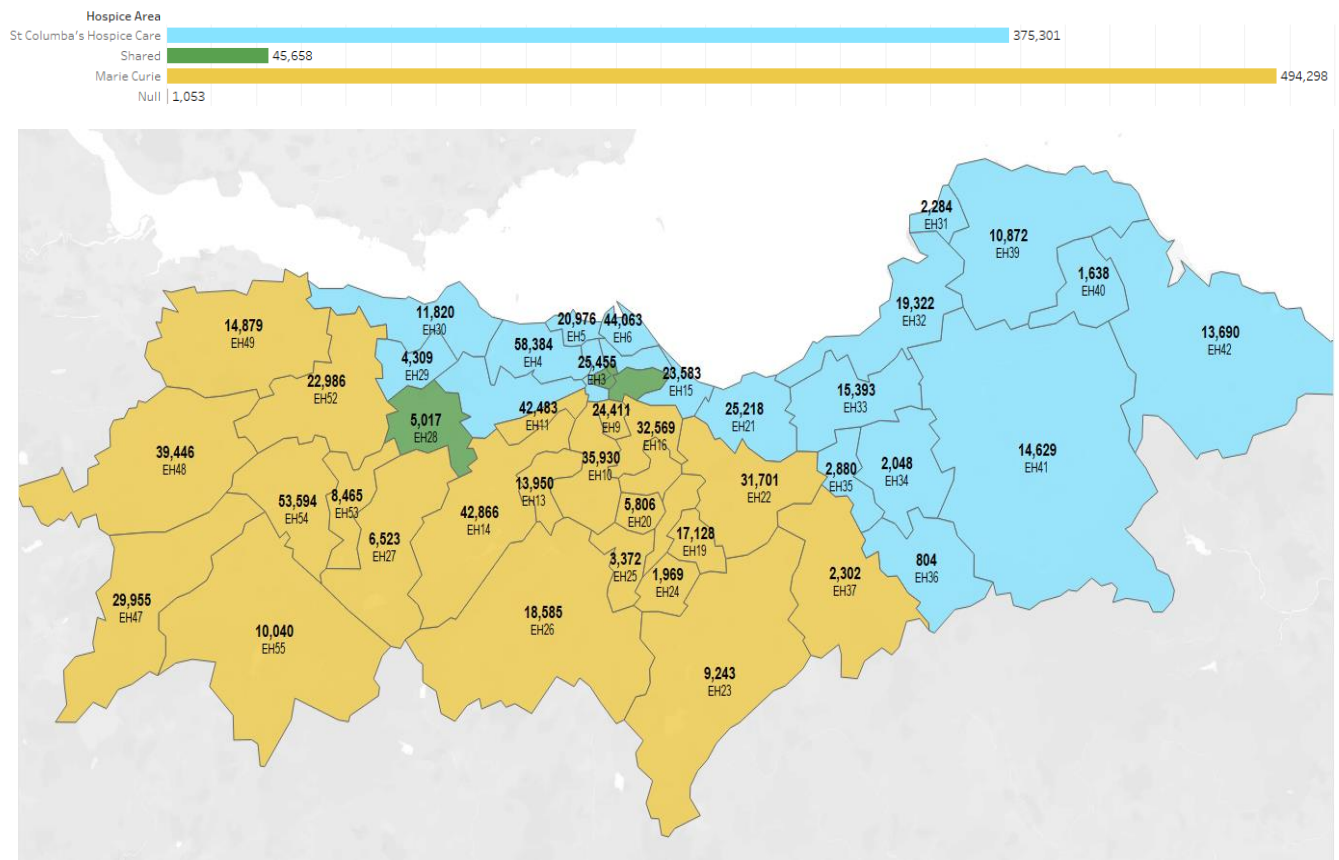 Hospice Area
St Columba's Hospice Care 375,301
Shared 45,658
Marie Curie 494,298
Null 1,053
2,284
EH31
10,872
EH39
1,638
EH40
19,322
EH32
13,690
EH42
14,879
EH49
11,820
EH30
20,976
EH5
44,063
EH6
58,384
EH4
4,309
EH29
25,455
EH3
23,583
EH15
22,986
EH52
15,393
EH33
5,017
EH28
42,483
EH11
24,411
EH9
25,218
EH21
32,569
EH16
39,446
EH48
35,930
EH10
14,629
EH41
2,880
EH35
2,048
EH34
31,701
EH22
13,950
EH13
53,594
EH54
8,465
EH53
42,866
EH14
5,806
EH20
6,523
EH27
17,128
EH19
3,372
EH25
1,969
EH24
804
EH36
2,302
EH37
29,955
EH47
18,585
EH26
10,040
EH55
9,243
EH23